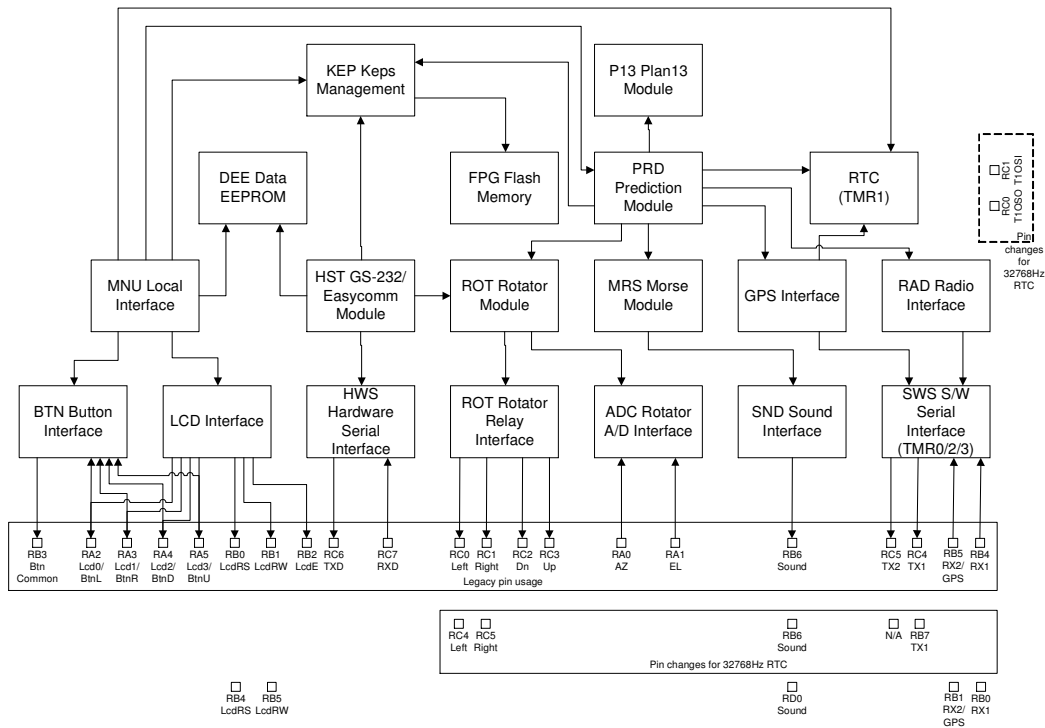 KEP Keps
Management
P13 Plan13
Module
DEE Data
EEPROM
FPG Flash
Memory
PRD
Prediction
Module
RTC
(TMR1)
RC1
T1OSI
RC0
T1OSO
Pin
changes
for
32768Hz
RTC
MNU Local
Interface
HST GS-232/
Easycomm
Module
ROT Rotator
Module
MRS Morse
Module
GPS Interface
RAD Radio
Interface
BTN Button
Interface
LCD Interface
HWS
Hardware
Serial
Interface
ROT Rotator
Relay
Interface
ADC Rotator
A/D Interface
SND Sound
Interface
SWS S/W
Serial
Interface
(TMR0/2/3)
RB3
Btn
Common
RA2
Lcd0/
BtnL
RA3
Lcd1/
BtnR
RA4
Lcd2/
BtnD
RA5
Lcd3/
BtnU
RB0
LcdRS
RB1
LcdRW
RB2
LcdE
RC6
TXD
RC7
RXD
RC0
Left
RC1
Right
RC2
Dn
RC3
Up
RA0
AZ
RA1
EL
RB6
Sound
RC5
TX2
RC4
TX1
RB5
RX2/
GPS
RB4
RX1
Legacy pin usage
RC4
Left
RC5
Right
RB6
Sound
N/A
RB7
TX1
Pin changes for 32768Hz RTC
RB4
LcdRS
RB5
LcdRW
RD0
Sound
RB1
RX2/
GPS
RB0
RX1